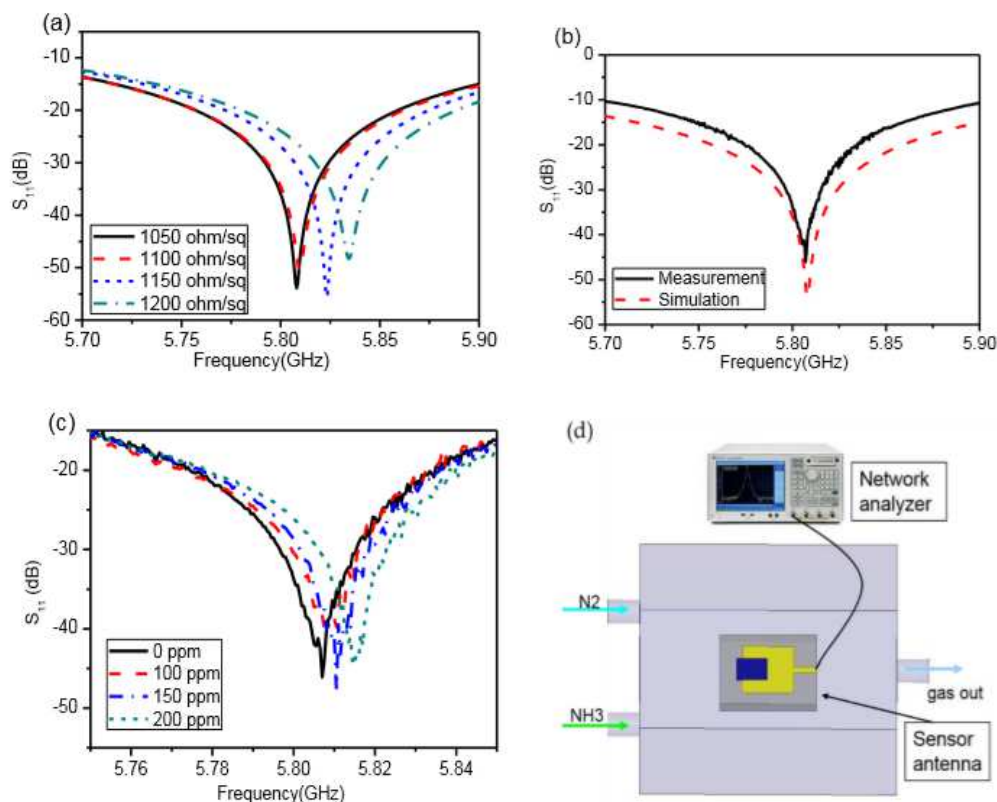 (a)
-10
-20
-30
-40
-50
-60
S11(dB)
1050 ohm/sq
1100 ohm/sq
1150 ohm/sq
1200 ohm/sq
5.70
5.75
5.80
5.85
5.90
Frequency(GHz)
(b)
0
-10
-20
-30
-40
-50
-60
S11(dB)
Measurement
Simulation
5.70
5.75
5.80
5.85
5.90
Frequency(GHz)
(c)
-20
-30
-40
-50
S11 (dB)
0 ppm
100 ppm
150 ppm
200 ppm
5.76
5.78
5.80
5.82
5.84
Frequency(GHz)
(d)
Network
analyzer
N2
NH3
gas out
Sensor
antenna